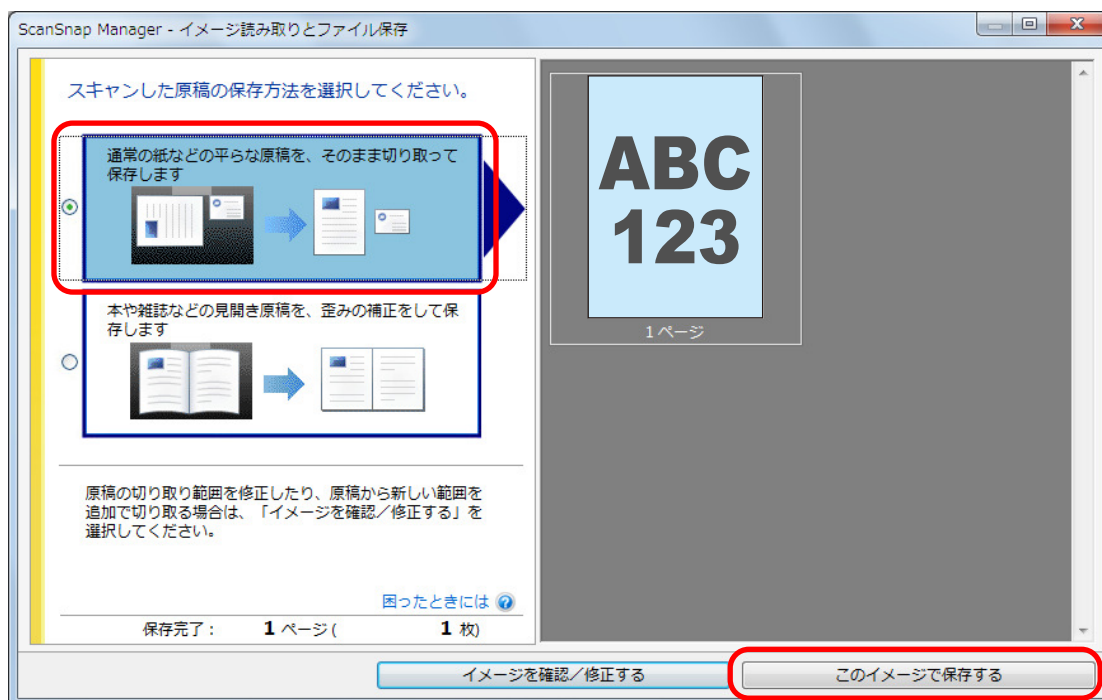 ScanSnap Manager - イメージ読み取りとファイル保存
スキャンした原稿の保存方法を選択してください。
通常の紙などの平らな原稿を、そのまま切り取って
保存します
本や雑誌などの見開き原稿を、歪みの補正をして保
存します
原稿の切り取り範囲を修正したり、原稿から新しい範囲を
追加で切り取る場合は、「イメージを確認／修正する」を
選択してください。
困ったときには
保存完了： 1 ページ( 1 枚)
ABC
123
1ページ
イメージを確認／修正する
このイメージで保存する